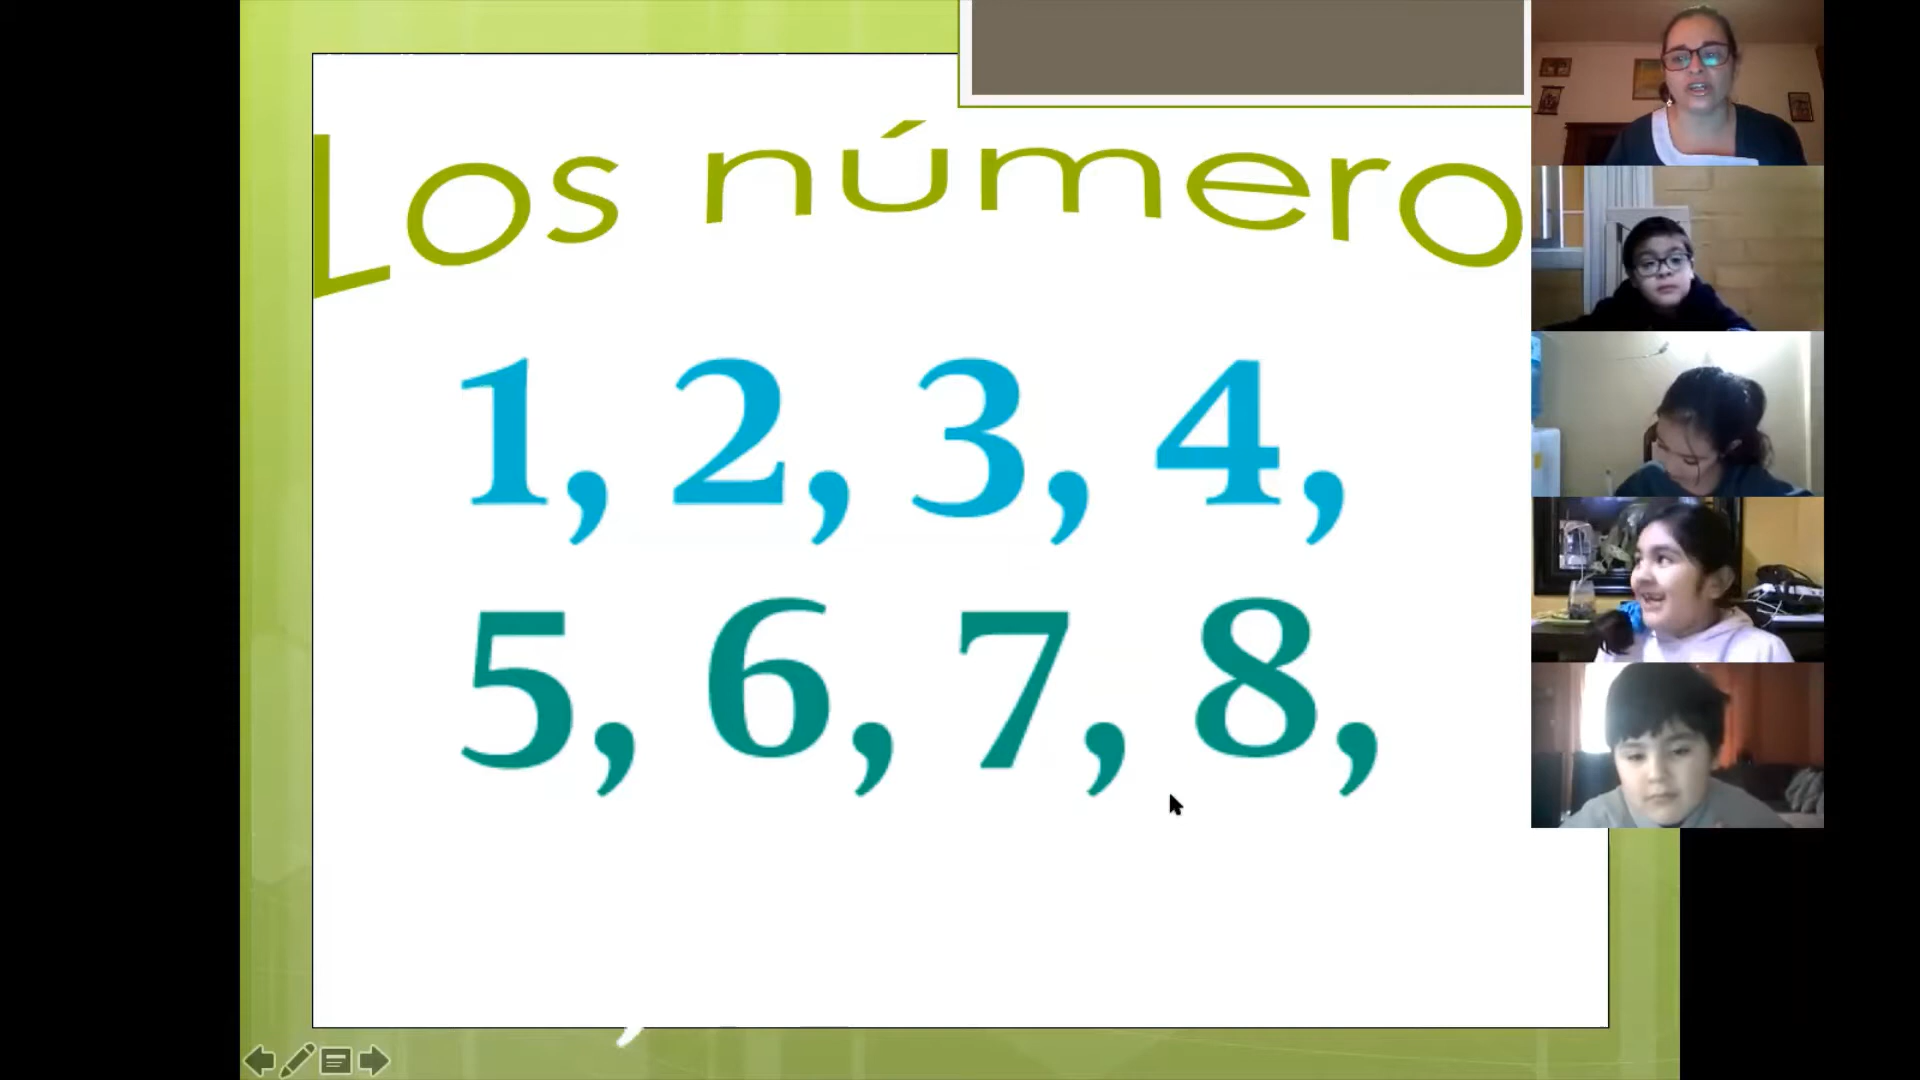 Los número
1, 2, 3, 4,
5, 6, 7, 8,